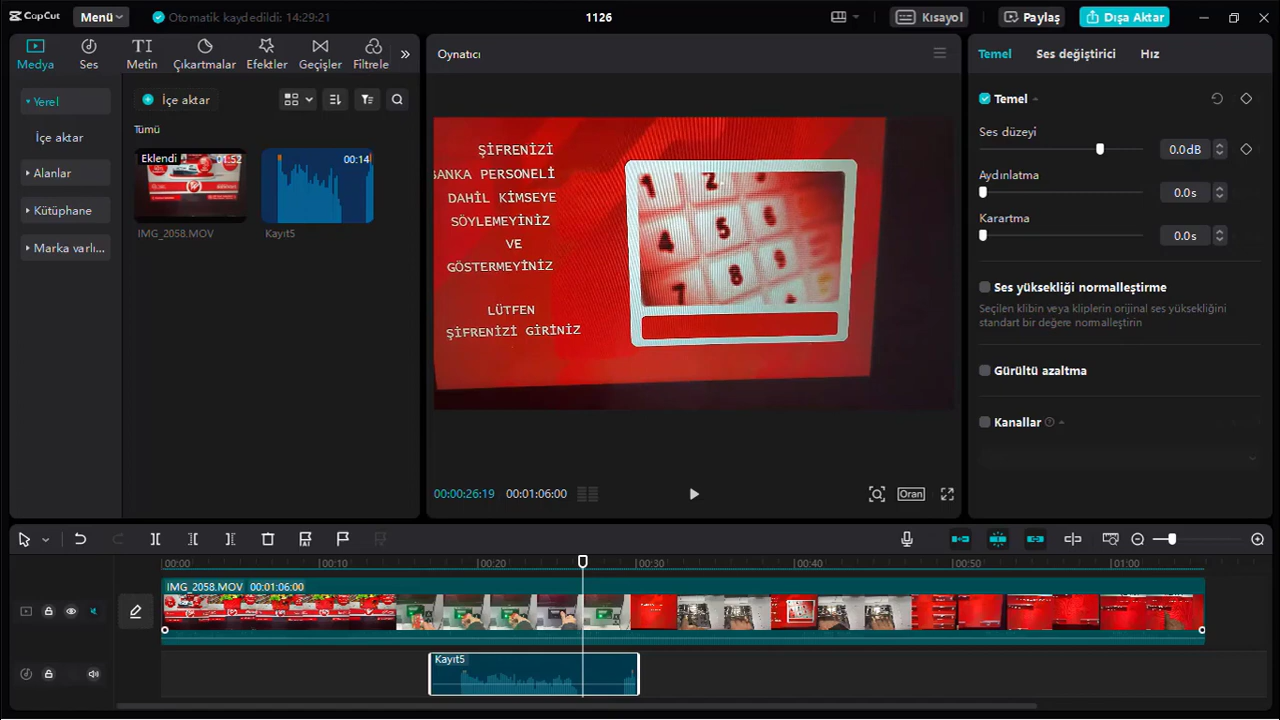 CapCut Menü Otomatik kaydedildi: 14:29:21 1126 Kısayol Paylaş Dışa Aktar
Medya Ses Metin Çıkartmalar Efektler Geçişler Filtrele
Yerel
İçe aktar
Alanlar
Kütüphane
Marka varlı...
İçe aktar
Tümü
Eklendi 01:52
IMG_2058.MOV
00:14
Kayıt5
Oynatıcı
ŞİFRENİZİ
BANKA PERSONELİ
DAHİL KİMSEYE
SÖYLEMEYİNİZ
VE
GÖSTERMEYİNİZ
LÜTFEN
ŞİFRENİZİ GİRİNİZ
1 2
4 5 6
7 8 9
00:00:26:19 00:01:06:00
Oran
Temel Ses değiştirici Hız
Temel
Ses düzeyi
0.0dB
Aydınlatma
0.0s
Karartma
0.0s
Ses yüksekliği normalleştirme
Seçilen klibin veya kliplerin orijinal ses yüksekliğini
standart bir değere normalleştirin
Gürültü azaltma
Kanallar
00:00 00:10 00:20 00:30 00:40 00:50 01:00
IMG_2058.MOV 00:01:06:00
Kayıt5